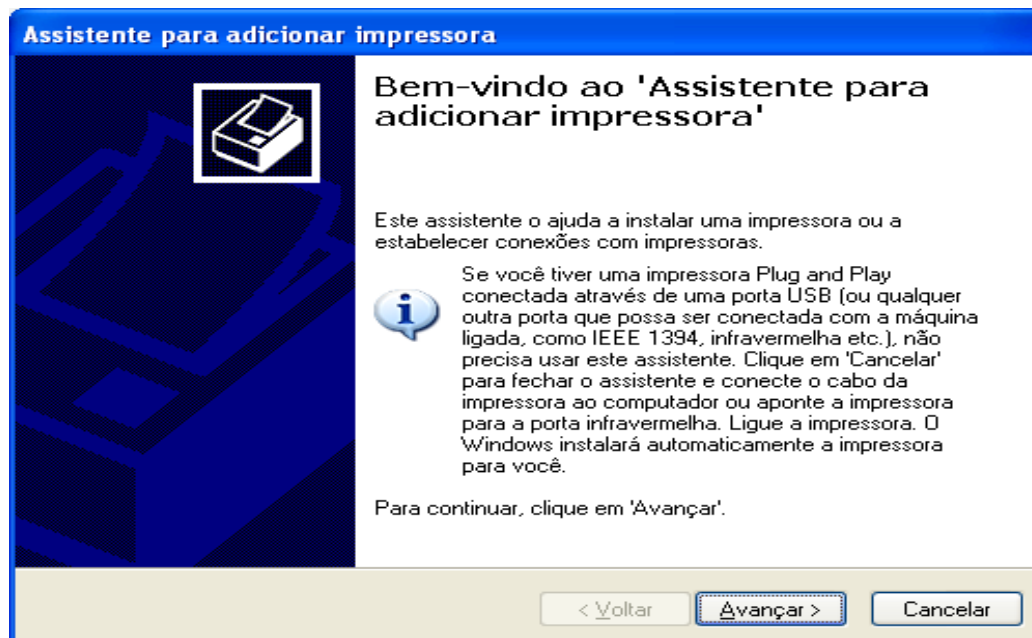 Assistente para adicionar impressora
Bem-vindo ao 'Assistente para
adicionar impressora'
Este assistente o ajuda a instalar uma impressora ou a
estabelecer conexões com impressoras.
Se você tiver uma impressora Plug and Play
conectada através de uma porta USB (ou qualquer
outra porta que possa ser conectada com a máquina
ligada, como IEEE 1394, infravermelha etc.), não
precisa usar este assistente. Clique em 'Cancelar'
para fechar o assistente e conecte o cabo da
impressora ao computador ou aponte a impressora
para a porta infravermelha. Ligue a impressora. O
Windows instalará automaticamente a impressora
para você.
Para continuar, clique em 'Avançar'.
< Voltar Avançar > Cancelar